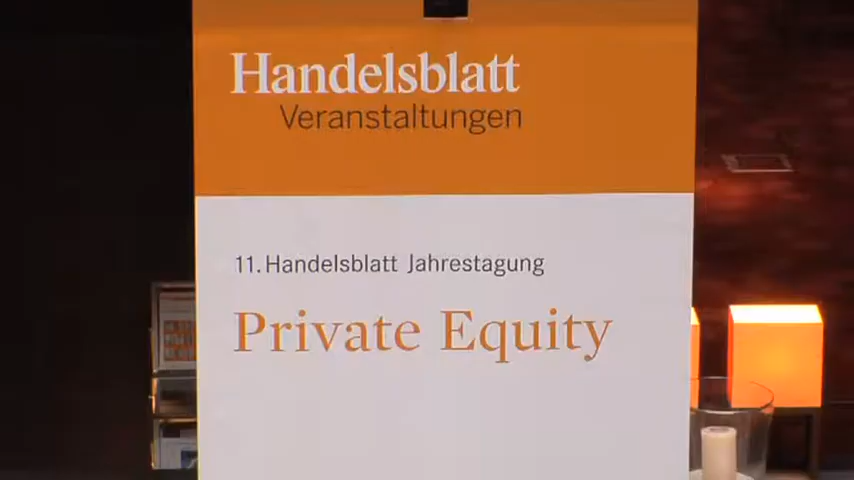 Handelsblatt
Veranstaltungen
11. Handelsblatt Jahrestagung
Private Equity